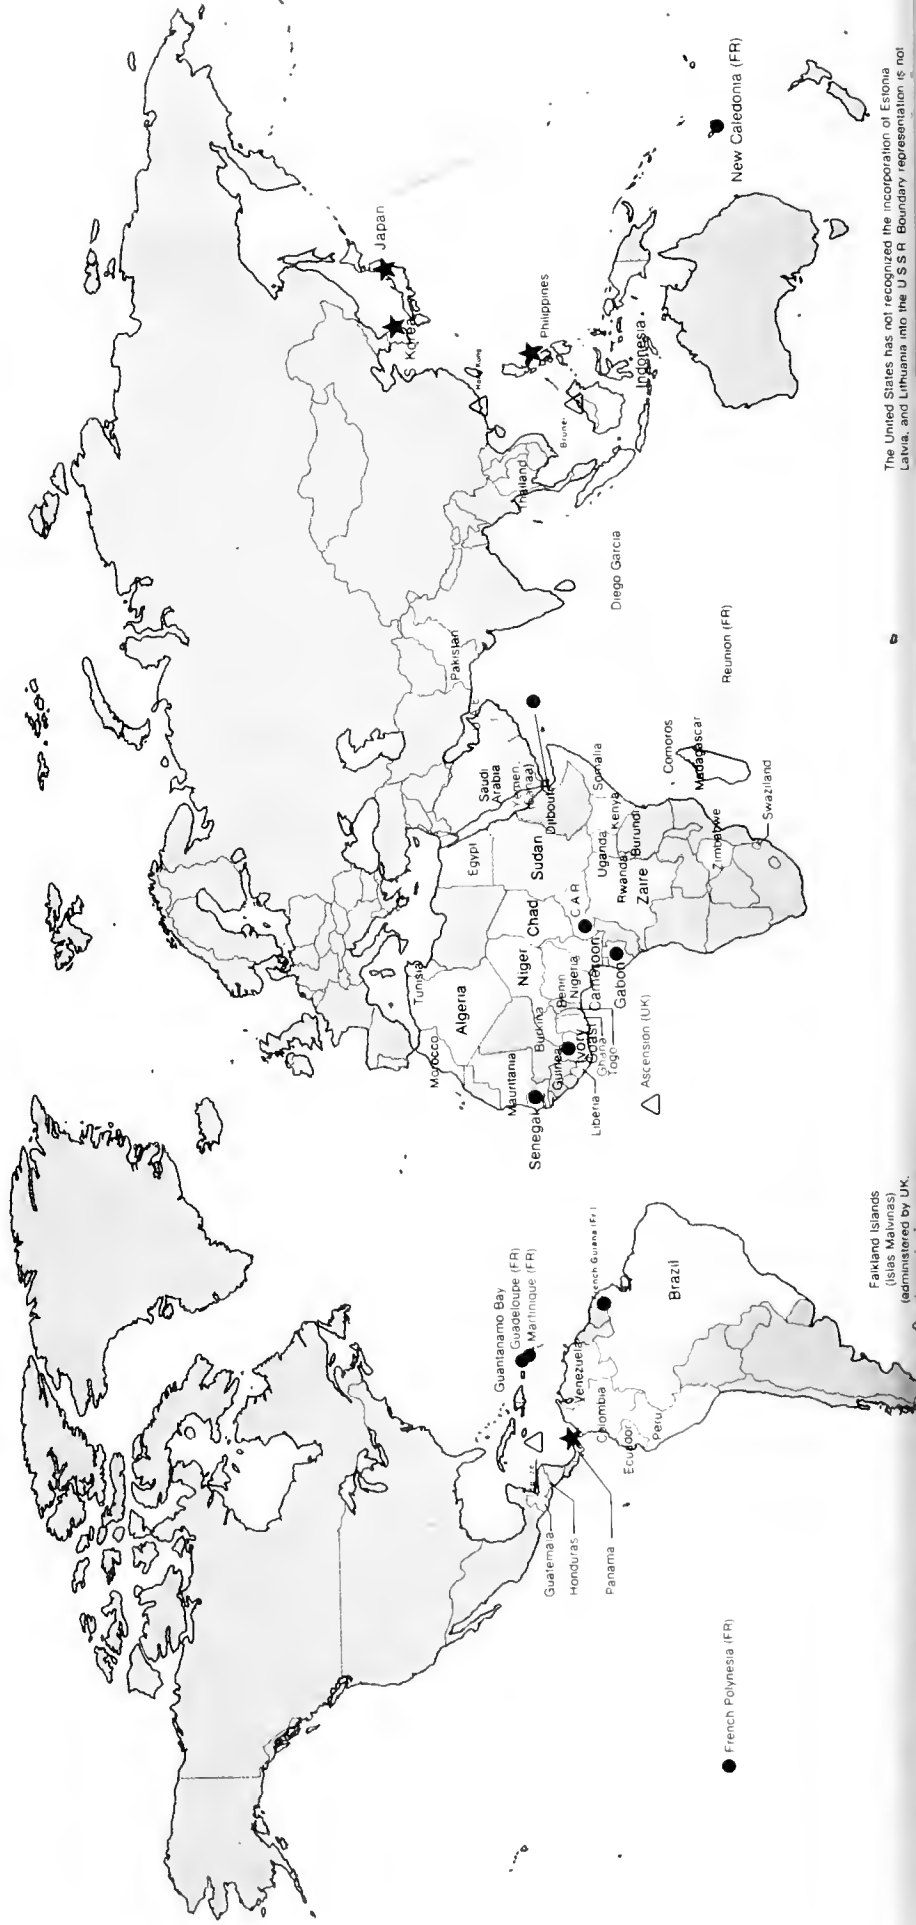 Japan
S Korea
Hong Kong
Philippines
Brunei
Indonesia
Thailand
New Caledonia (FR)
Diego Garcia
Pakistan
Reunion (FR)
Saudi
Arabia
Yemen
(Sanaa)
Djibouti
Somalia
Comoros
Madagascar
Swaziland
Zimbabwe
Kenya
Burundi
Uganda
Rwanda
Zaire
Egypt
Sudan
Chad
C A R
Tunisia
Algeria
Niger
Nigeria
Cameroon
Gabon
Benin
Morocco
Mauritania
Burkina
Senegal
Guinea
Ivory
Coast
Ghana
Togo
Liberia
Ascension (UK)
Guantanamo Bay
Guadeloupe (FR)
Martinique (FR)
French Guiana (Fr)
Venezuela
Colombia
Ecuador
Peru
Brazil
Guatemala
Honduras
Panama
French Polynesia (FR)
Falkland Islands
(Islas Malvinas)
(administered by UK,
The United States has not recognized the incorporation of Estonia
Latvia, and Lithuania into the U S S R Boundary representation is not